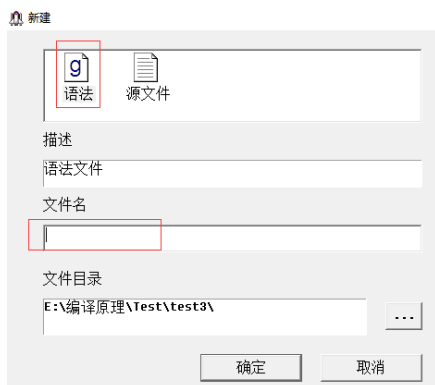 新建
g
语法 源文件
描述
语法文件
文件名
文件目录
E:\编译原理\Test\test3\
...
确定 取消